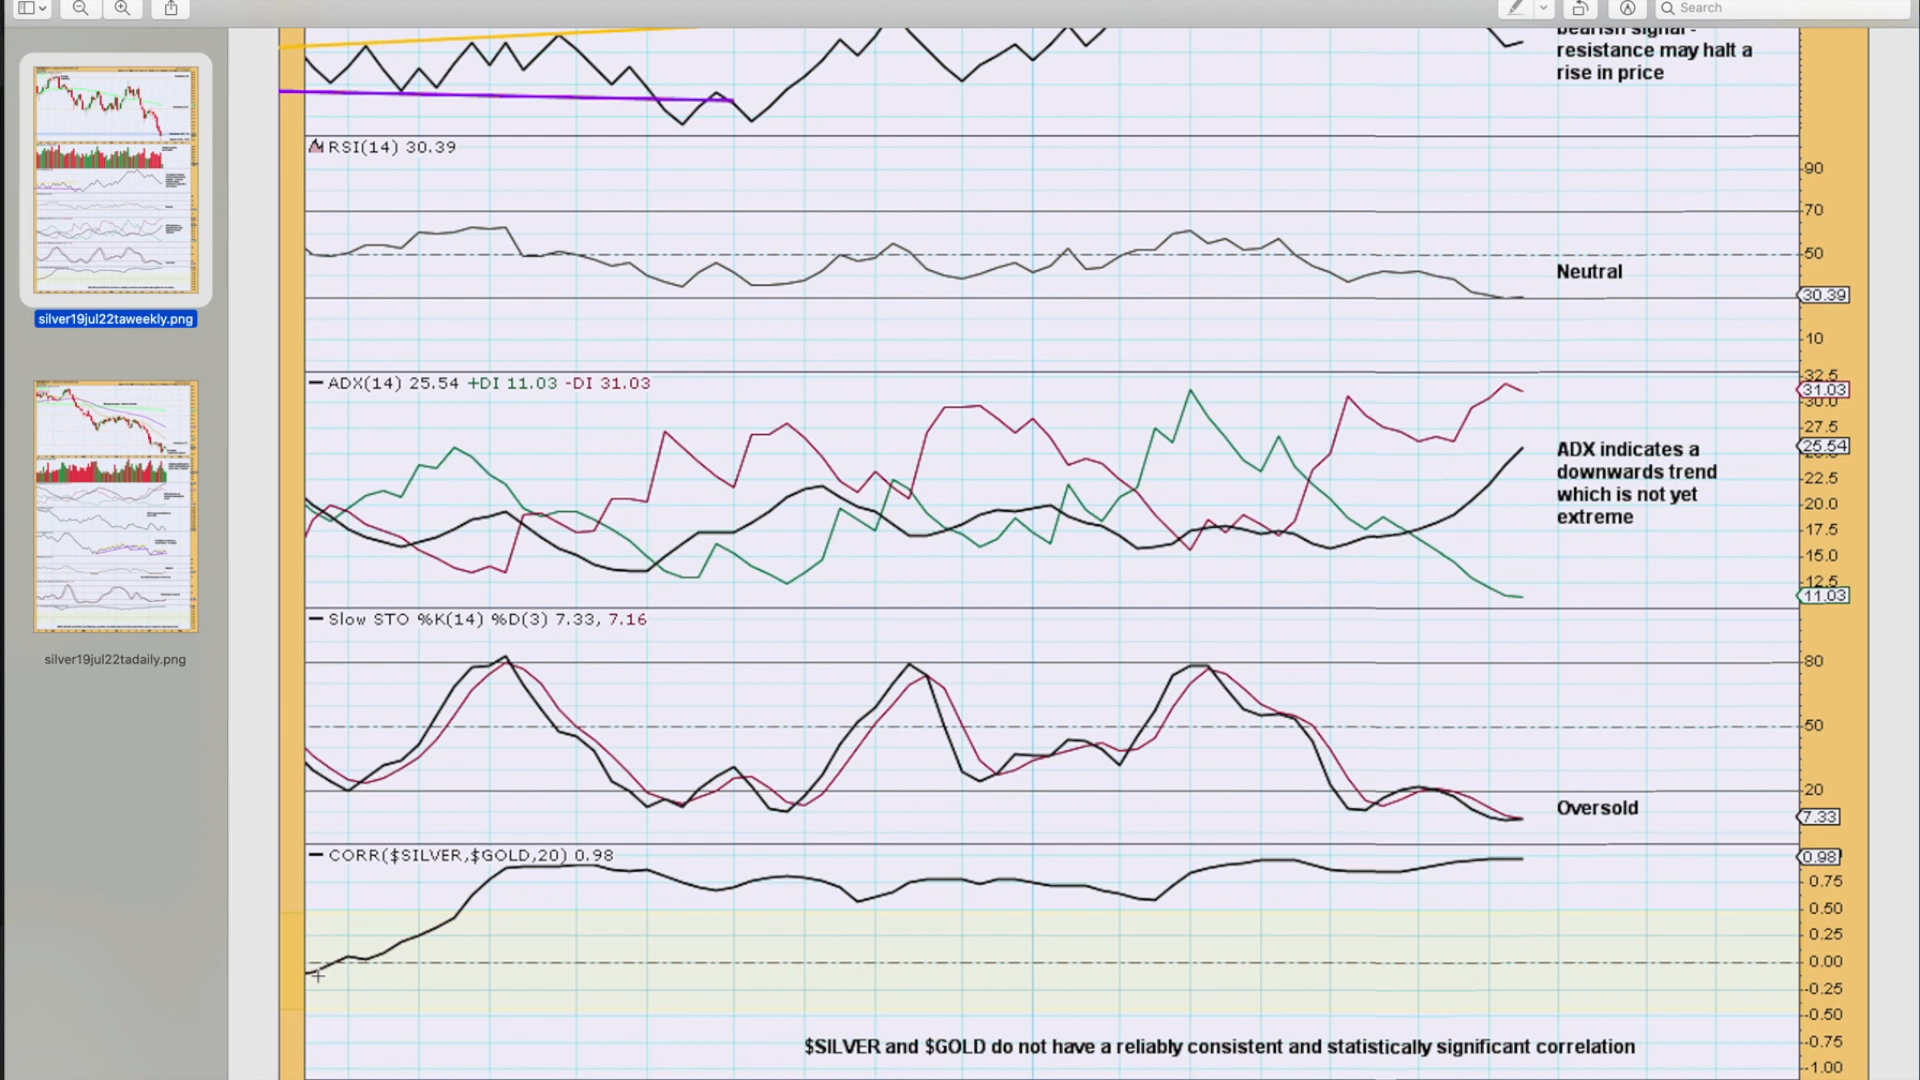 Search
bearish signal -
resistance may halt a
rise in price
RSI(14) 30.39
90
70
50
Neutral
30.39
10
silver19jul22taweekly.png
ADX(14) 25.54 +DI 11.03 -DI 31.03
32.5
31.03
30.0
27.5
25.54
ADX indicates a
downwards trend
which is not yet
extreme
22.5
20.0
17.5
15.0
12.5
11.03
Slow STO %K(14) %D(3) 7.33, 7.16
80
50
20
Oversold
7.33
silver19jul22tadaily.png
CORR($SILVER,$GOLD,20) 0.98
0.98
0.75
0.50
0.25
0.00
-0.25
-0.50
-0.75
-1.00
$SILVER and $GOLD do not have a reliably consistent and statistically significant correlation